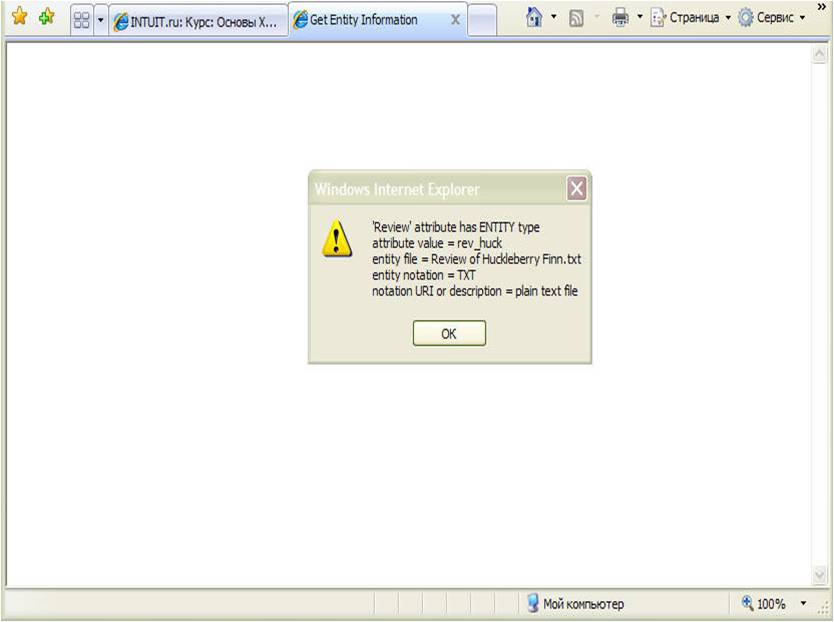 INTUIT.ru: Курс: Основы X...
Get Entity Information
X
Страница
Сервис
»
Windows Internet Explorer
'Review' attribute has ENTITY type
attribute value = rev_huck
entity file = Review of Huckleberry Finn.txt
entity notation = TXT
notation URI or description = plain text file
OK
Мой компьютер
100%